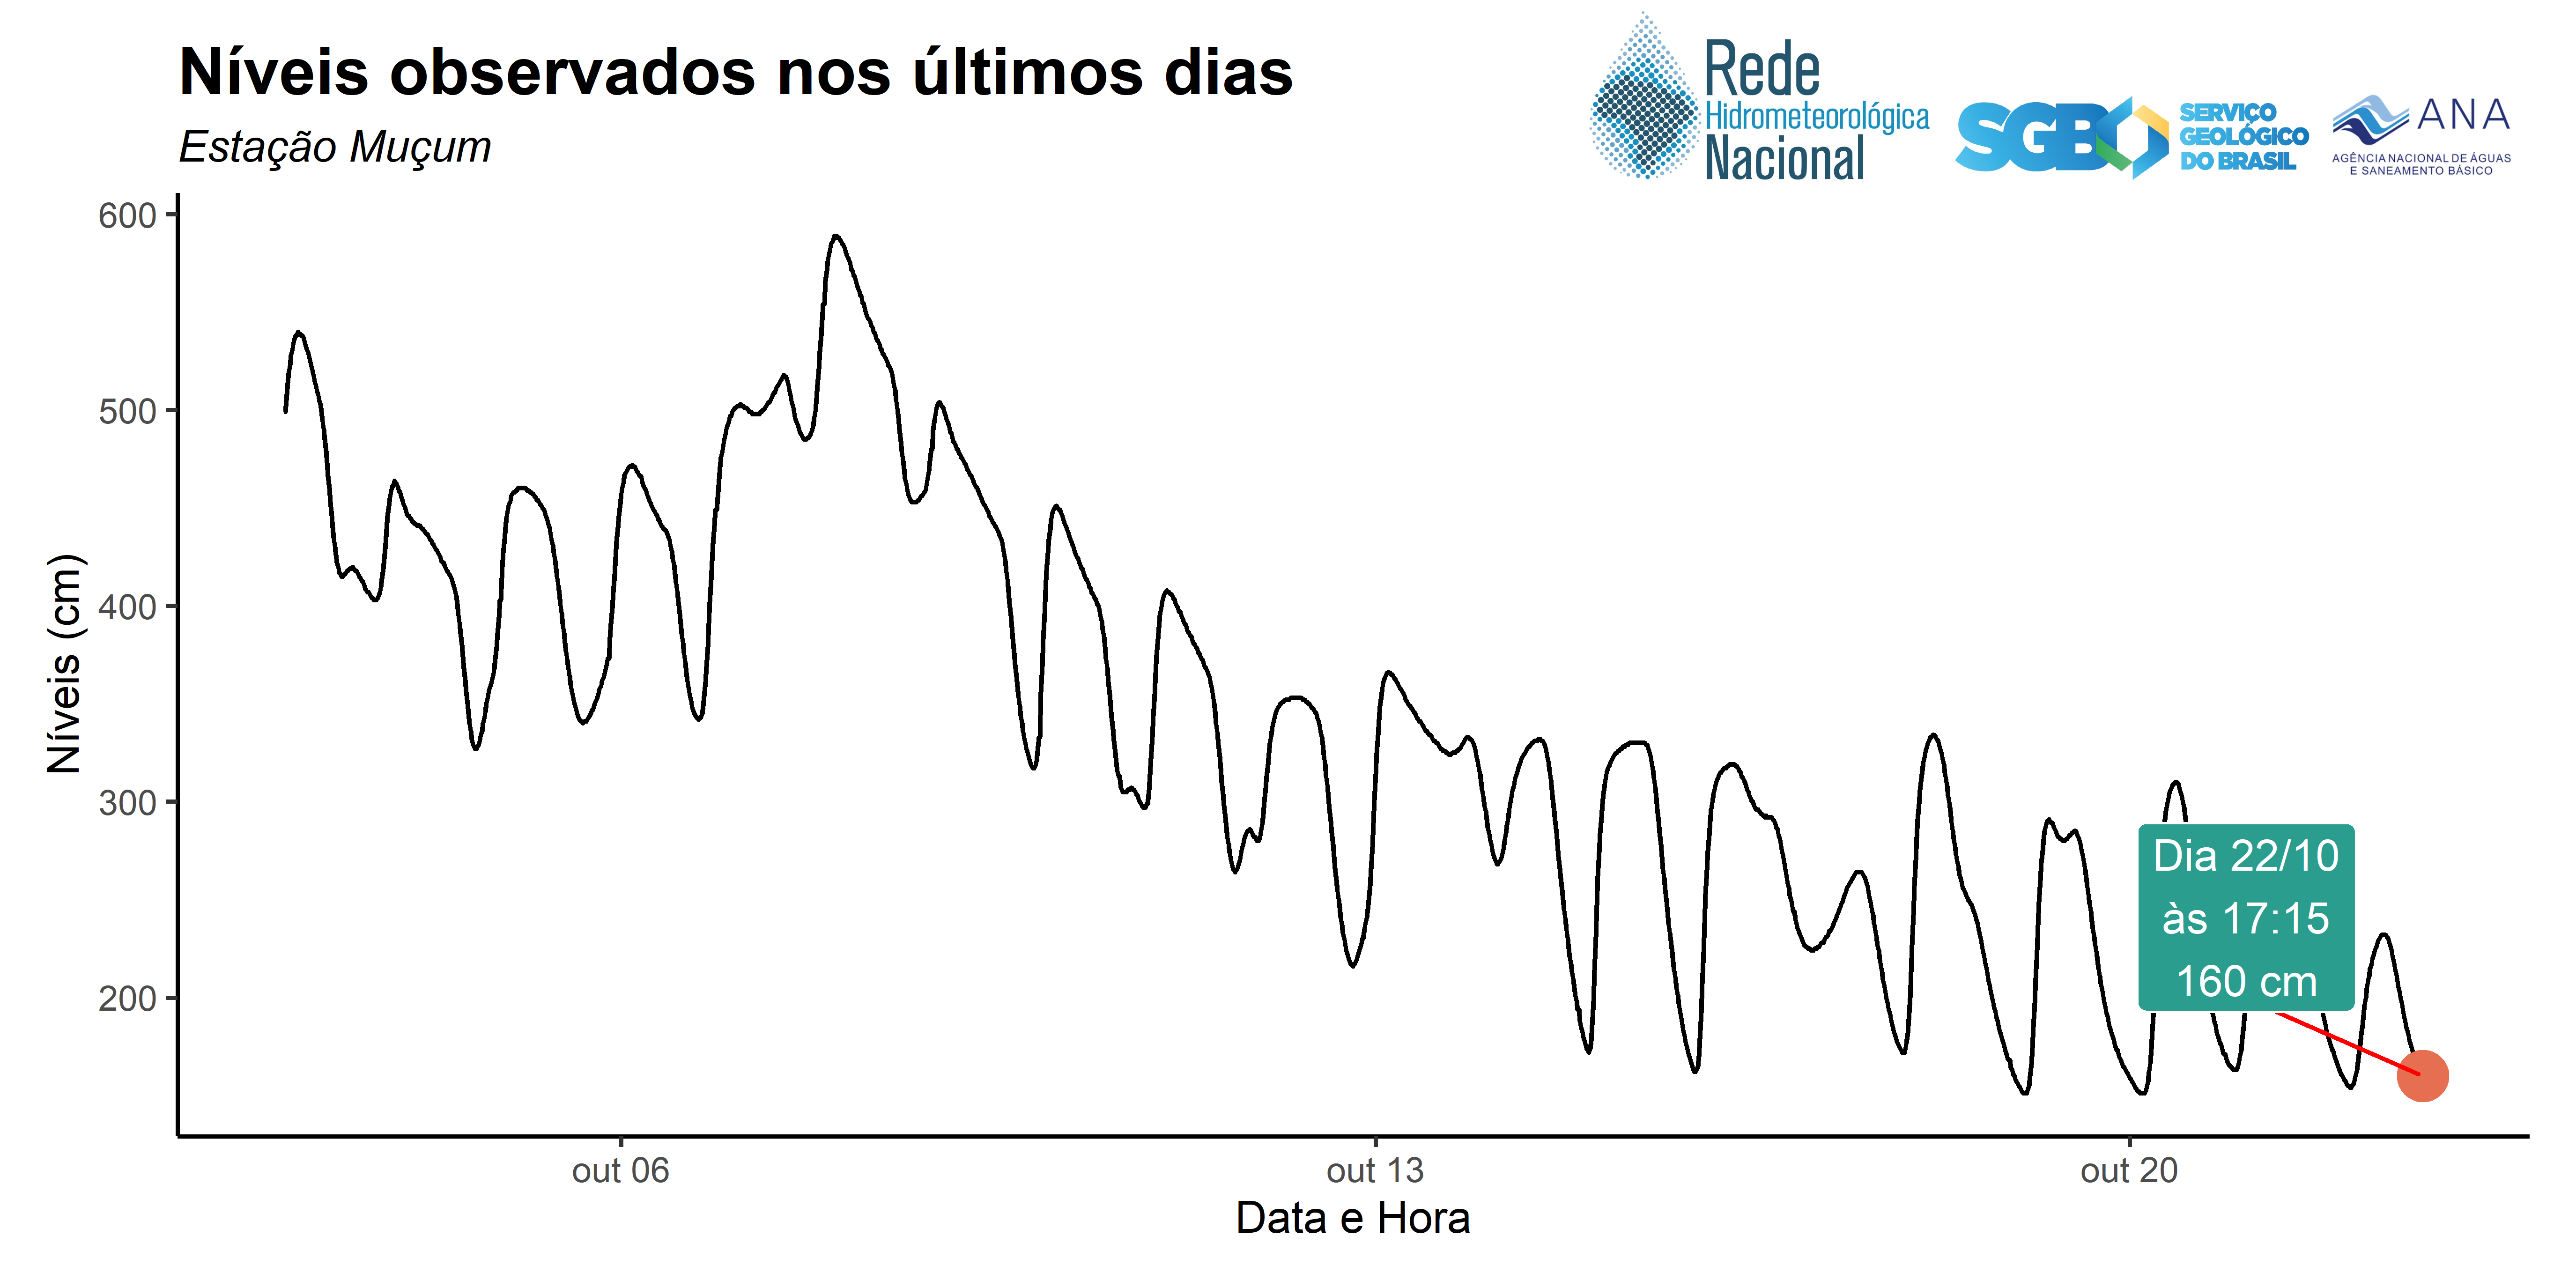 Níveis observados nos últimos dias
Estação Muçum
Rede
Hidrometeorológica
Nacional
SGB
SERVIÇO
GEOLÓGICO
DO BRASIL
ANA
AGÊNCIA NACIONAL DE ÁGUAS
E SANEAMENTO BÁSICO
Níveis (cm)
600
500
400
300
200
Dia 22/10
às 17:15
160 cm
out 06
out 13
out 20
Data e Hora